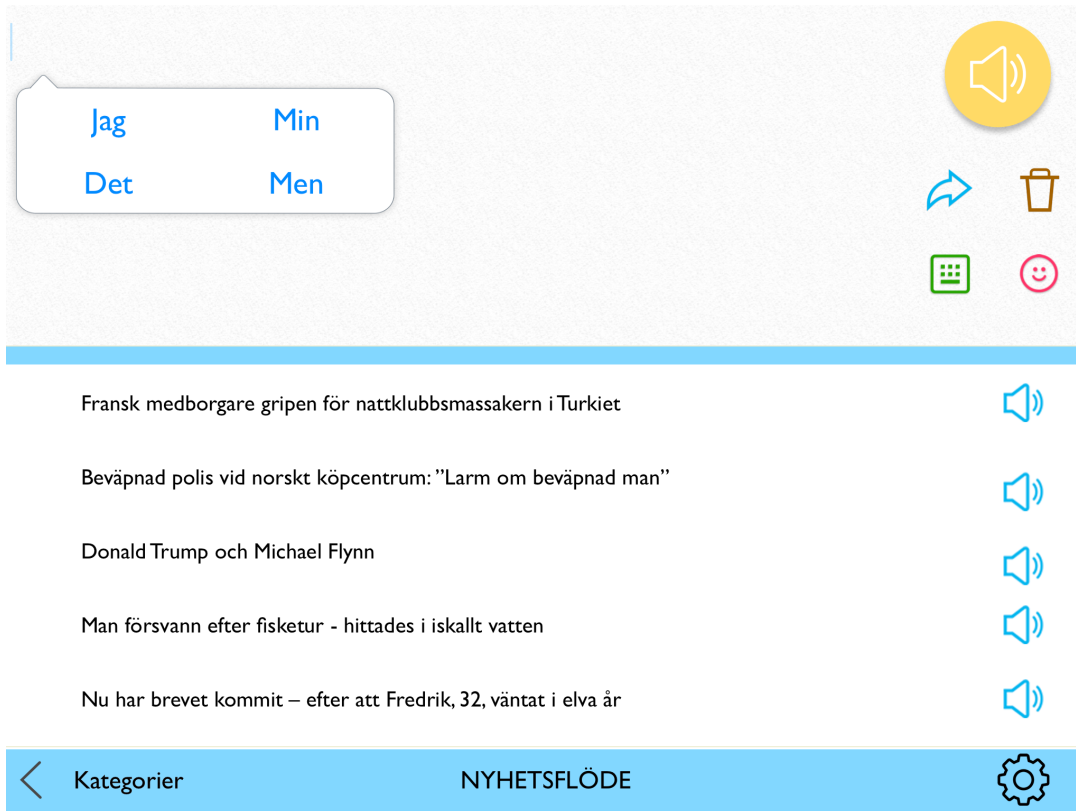 Jag Min
Det Men
Fransk medborgare gripen för nattklubbsmassakern i Turkiet
Beväpnad polis vid norskt köpcentrum: ”Larm om beväpnad man”
Donald Trump och Michael Flynn
Man försvann efter fisketur - hittades i iskallt vatten
Nu har brevet kommit – efter att Fredrik, 32, väntat i elva år
Kategorier NYHETSFLÖDE